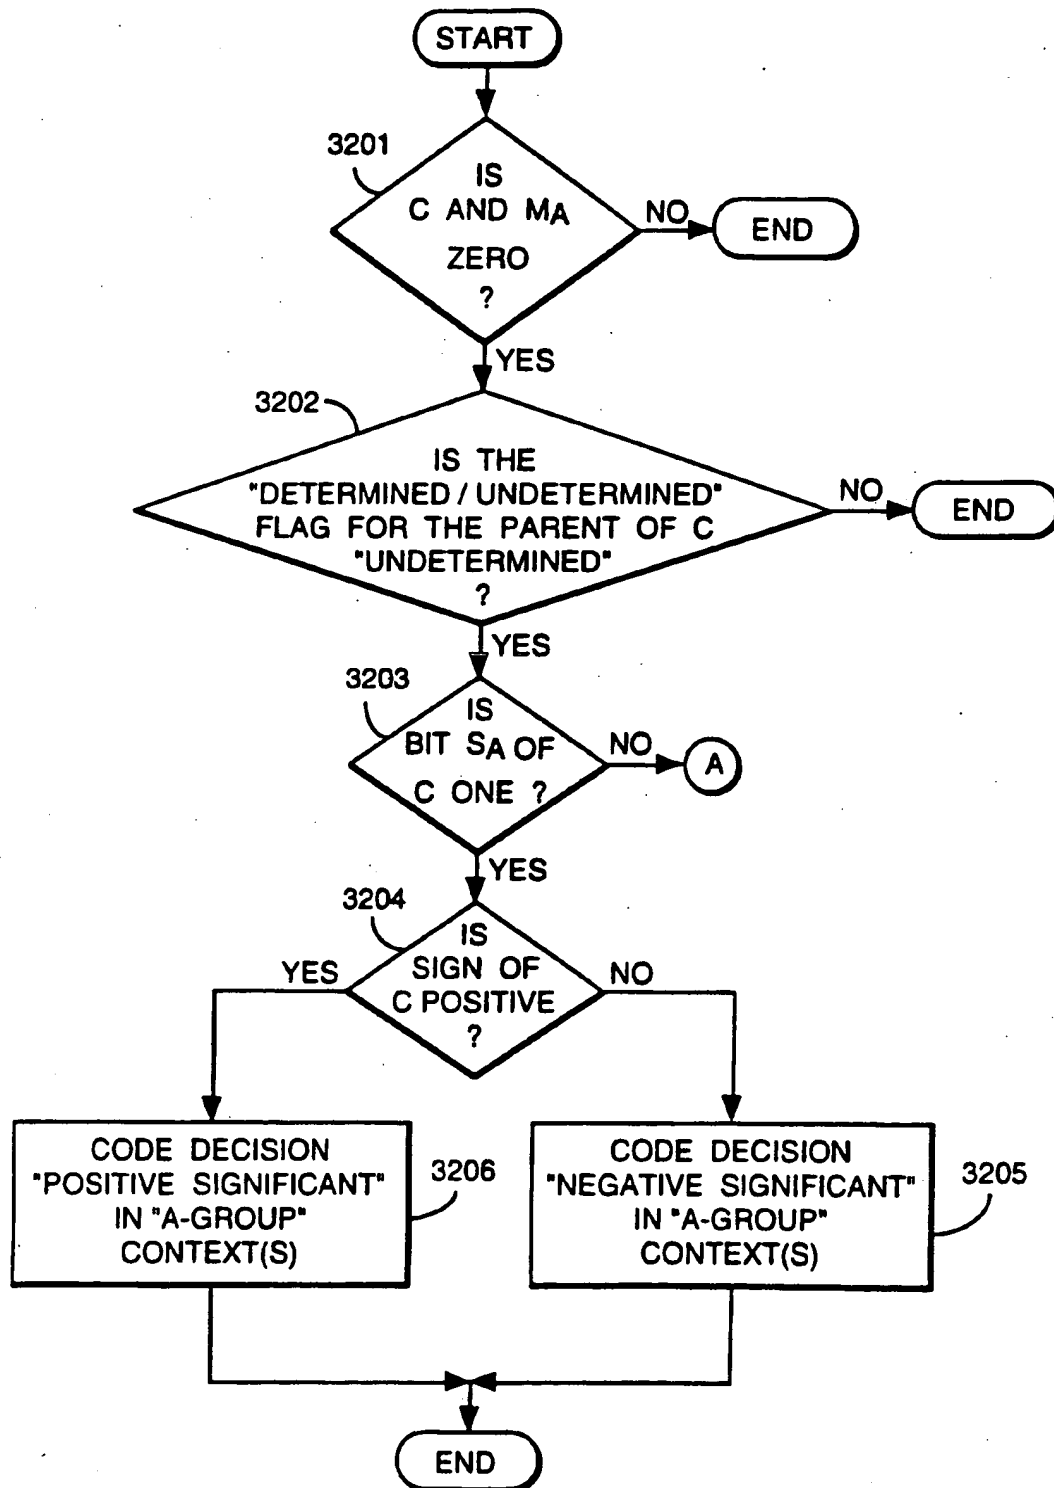 START
3201
IS
C AND MA
ZERO
?
NO
END
YES
3202
IS THE
"DETERMINED / UNDETERMINED"
FLAG FOR THE PARENT OF C
"UNDETERMINED"
?
NO
END
YES
3203
IS
BIT SA OF
C ONE ?
NO
A
YES
3204
IS
SIGN OF
C POSITIVE
?
YES
NO
CODE DECISION
"POSITIVE SIGNIFICANT"
IN "A-GROUP"
CONTEXT(S)
3206
CODE DECISION
"NEGATIVE SIGNIFICANT"
IN "A-GROUP"
CONTEXT(S)
3205
END